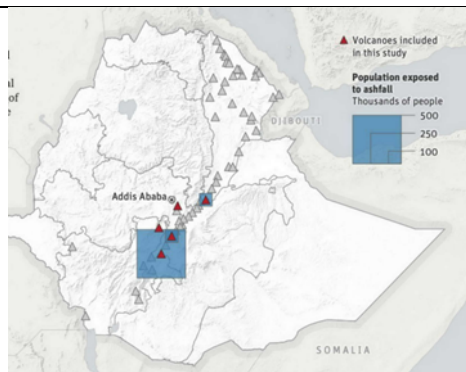 of
Volcanoes included
in this study
Population exposed
to ashfall
Thousands of people
500
250
100
DJIBOUTI
Addis Ababa
SOMALIA